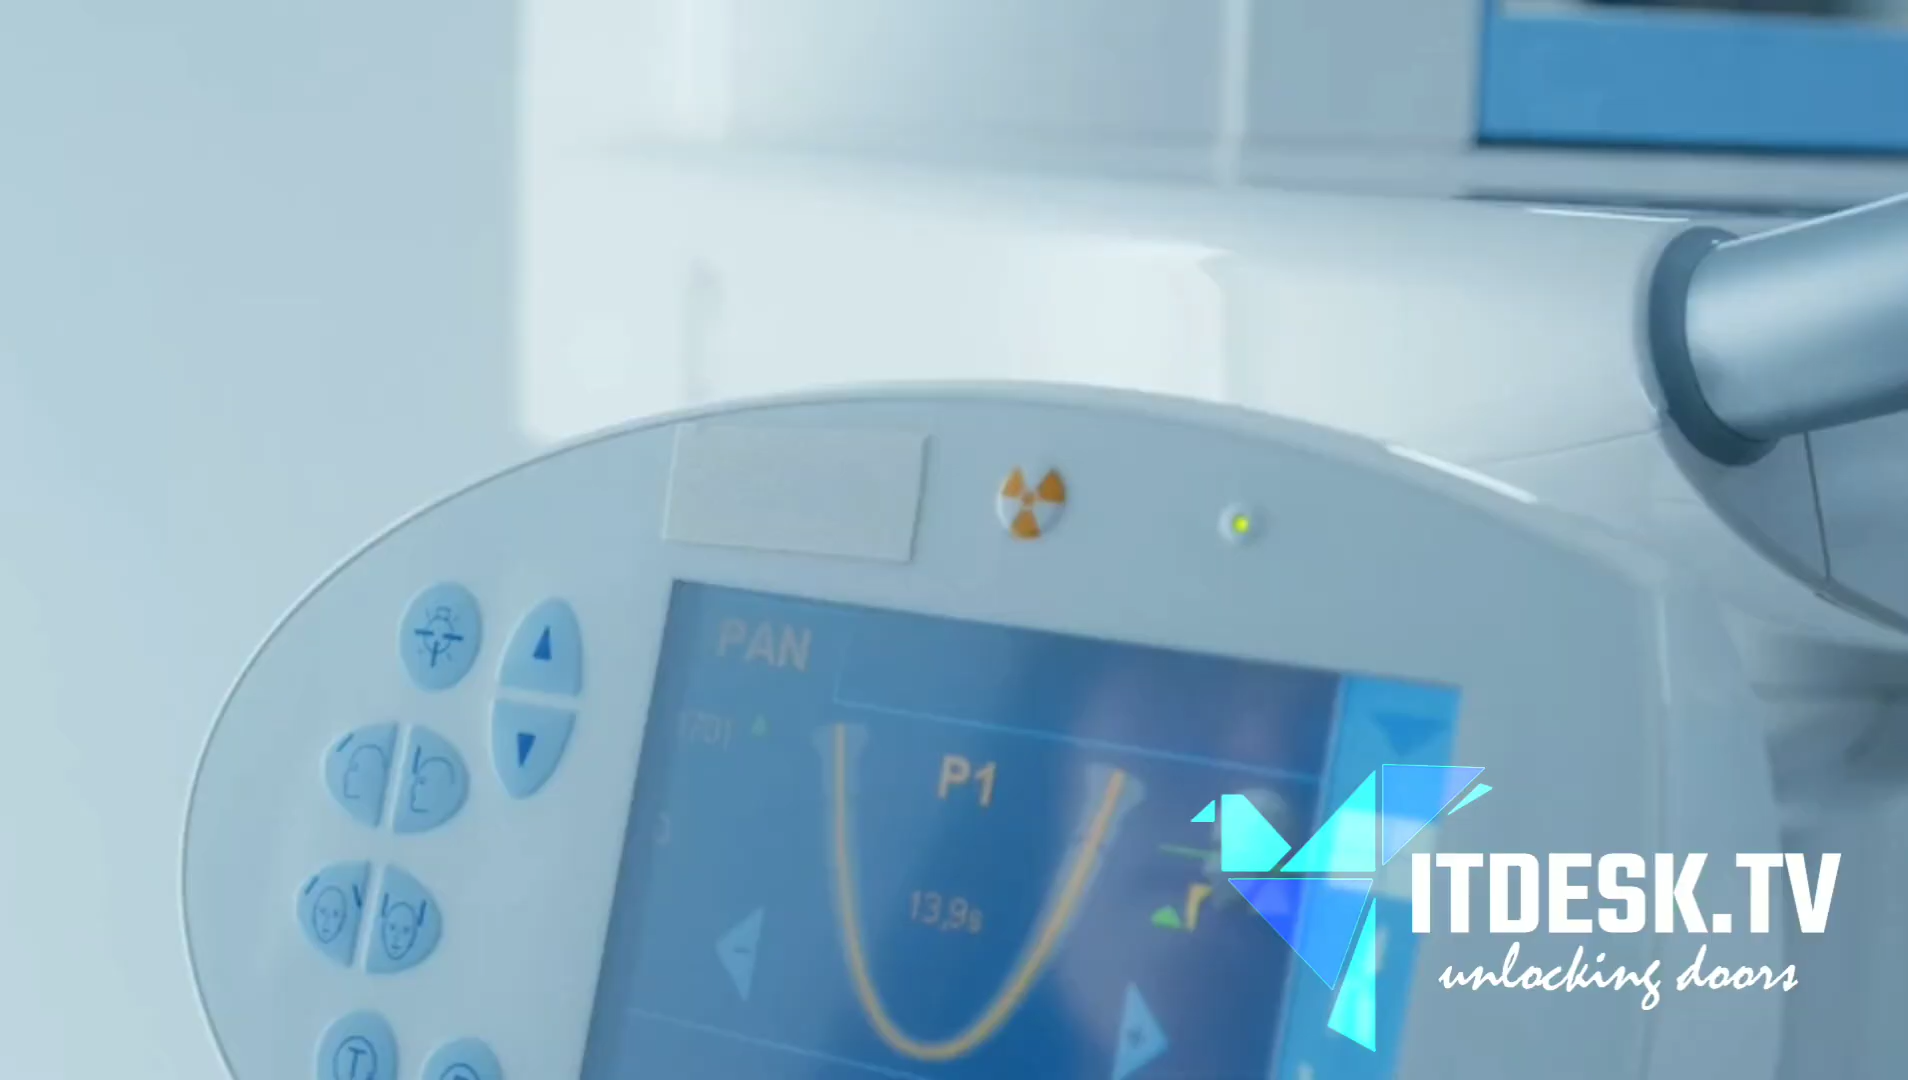 PAN
P1
13,9s
T
ITDESK.TV
unlocking doors